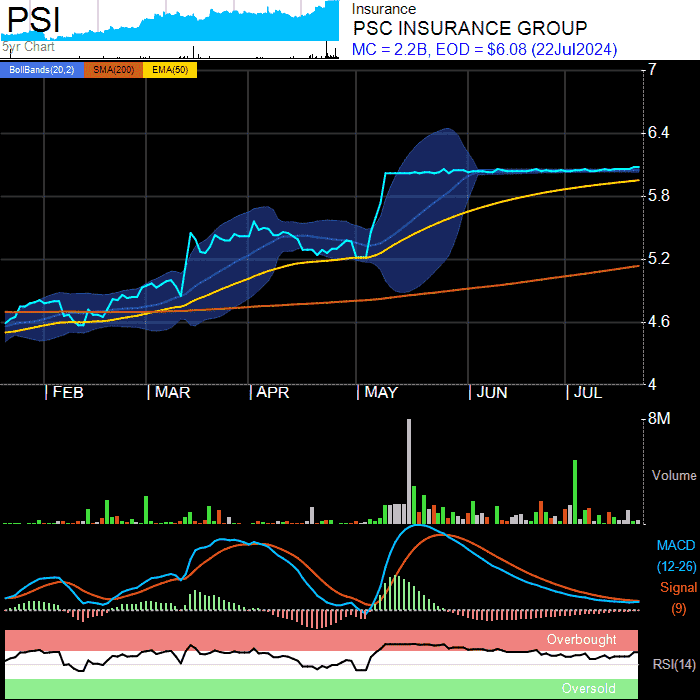 PSI
5yr Chart
Insurance
PSC INSURANCE GROUP
MC = 2.2B, EOD = $6.08 (22Jul2024)
BollBands(20,2) SMA(200) EMA(50)
7
6.4
5.8
5.2
4.6
4
FEB MAR APR MAY JUN JUL
8M
Volume
MACD
(12-26)
Signal
(9)
Overbought
RSI(14)
Oversold